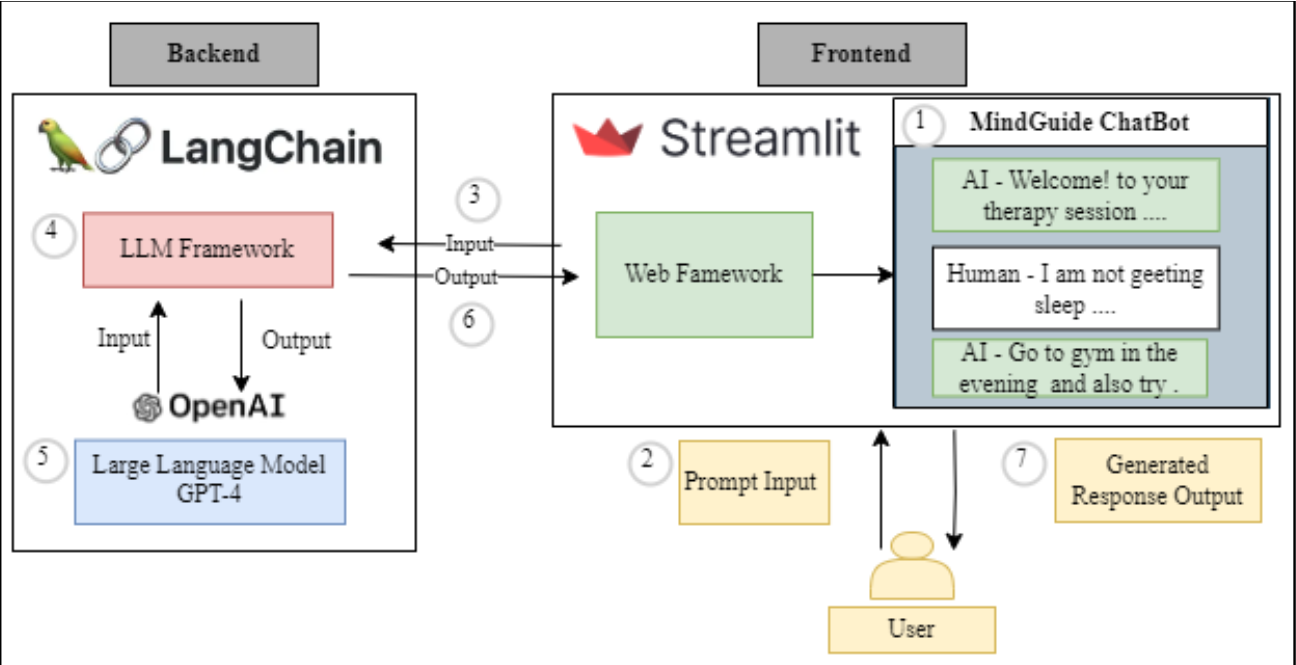 Backend
Frontend
LangChain
Streamlit
1
MindGuide ChatBot
AI - Welcome! to your
therapy session ....
Human - I am not geeting
sleep ....
AI - Go to gym in the
evening and also try .
3
4
LLM Framework
Input
Output
6
Web Famework
Input
Output
OpenAI
5
Large Language Model
GPT-4
2
Prompt Input
7
Generated
Response Output
User